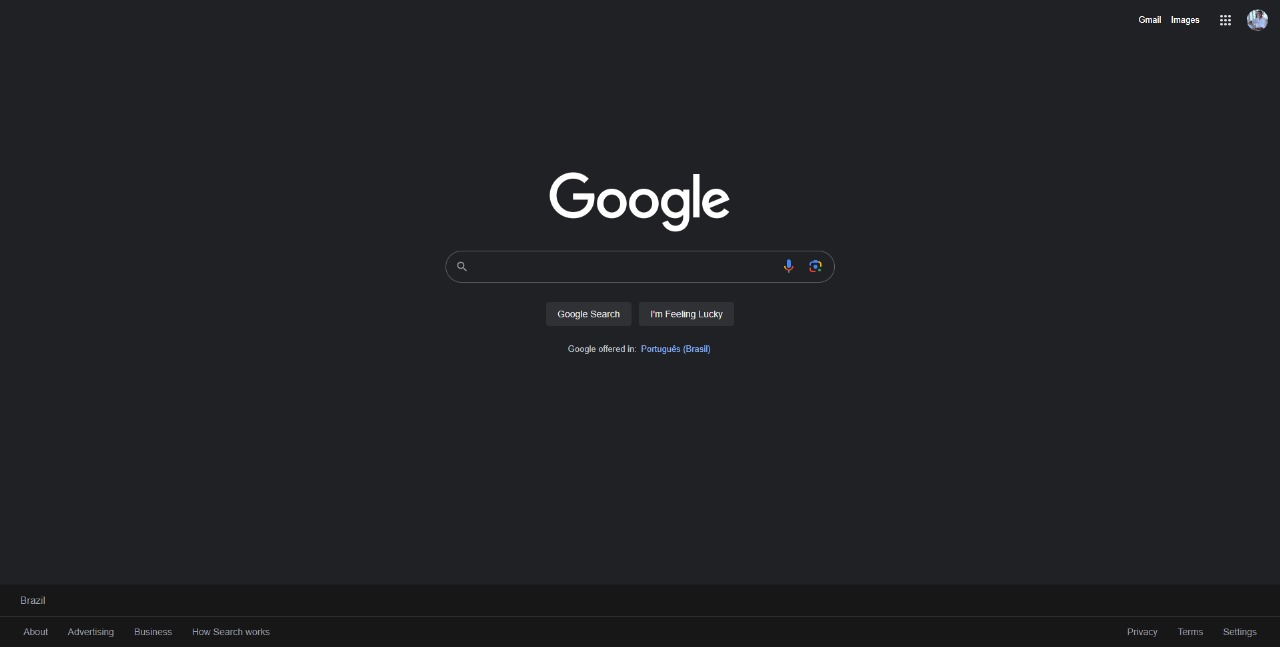 Gmail Images
Google
Google Search I'm Feeling Lucky
Google offered in: Português (Brasil)
Brazil
About Advertising Business How Search works Privacy Terms Settings